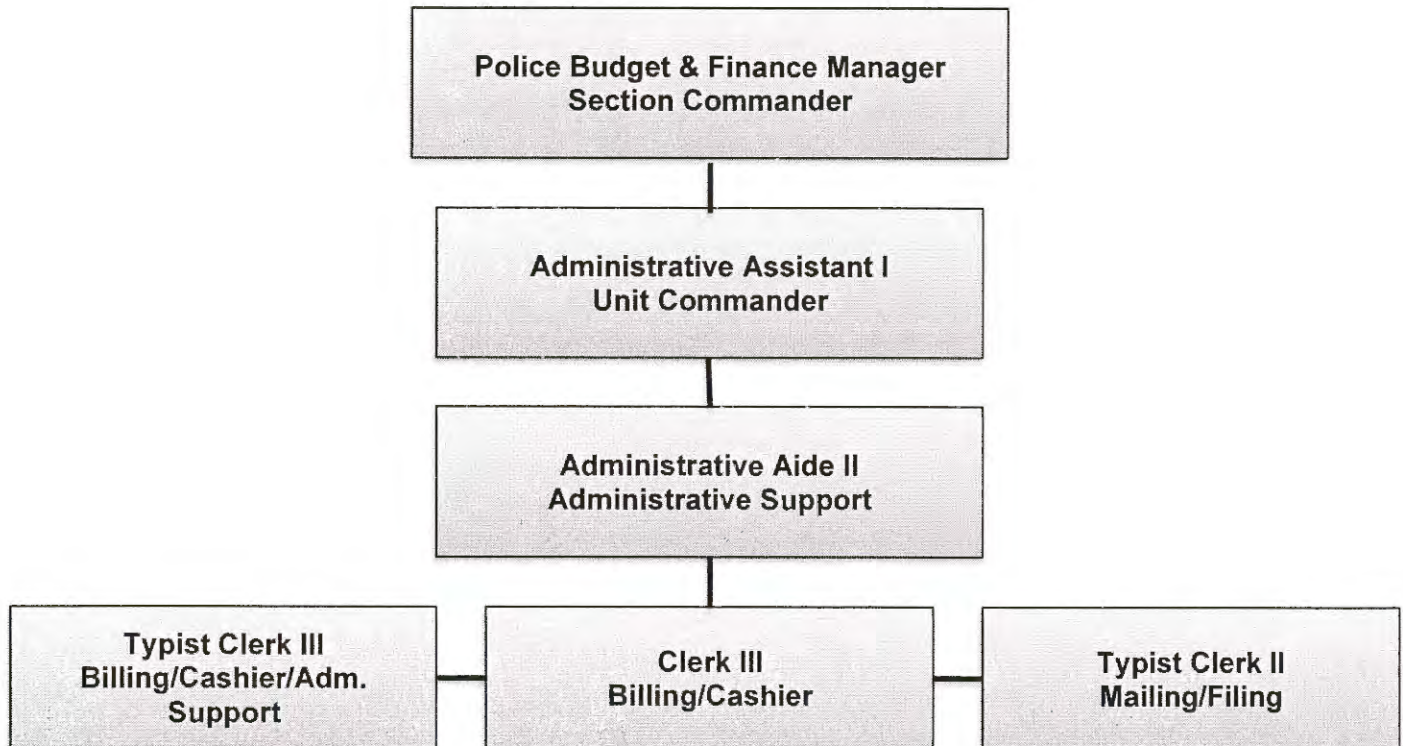 Police Budget & Finance Manager
Section Commander
Administrative Assistant I
Unit Commander
Administrative Aide II
Administrative Support
Typist Clerk III
Billing/Cashier/Adm.
Support
Clerk III
Billing/Cashier
Typist Clerk II
Mailing/Filing